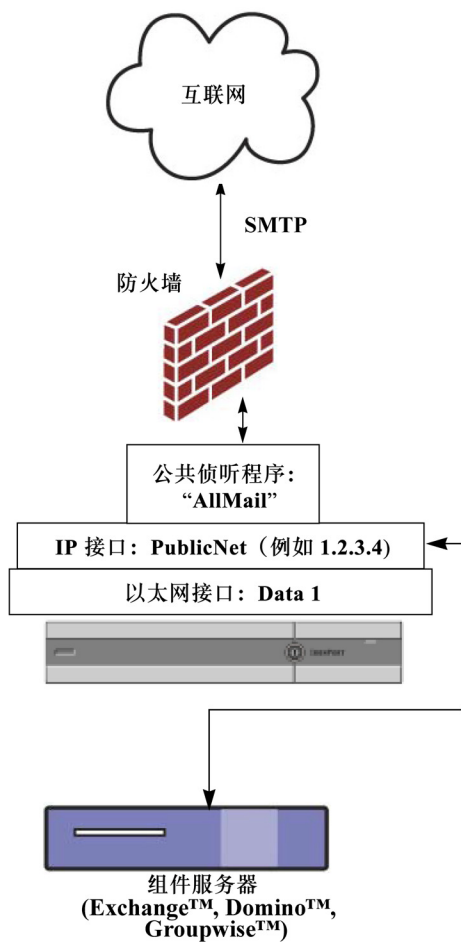 互联网
SMTP
防火墙
公共侦听程序：
“AllMail”
IP 接口：PublicNet（例如 1.2.3.4)
以太网接口：Data 1
IRONPORT
组件服务器
(Exchange™, Domino™,
Groupwise™)